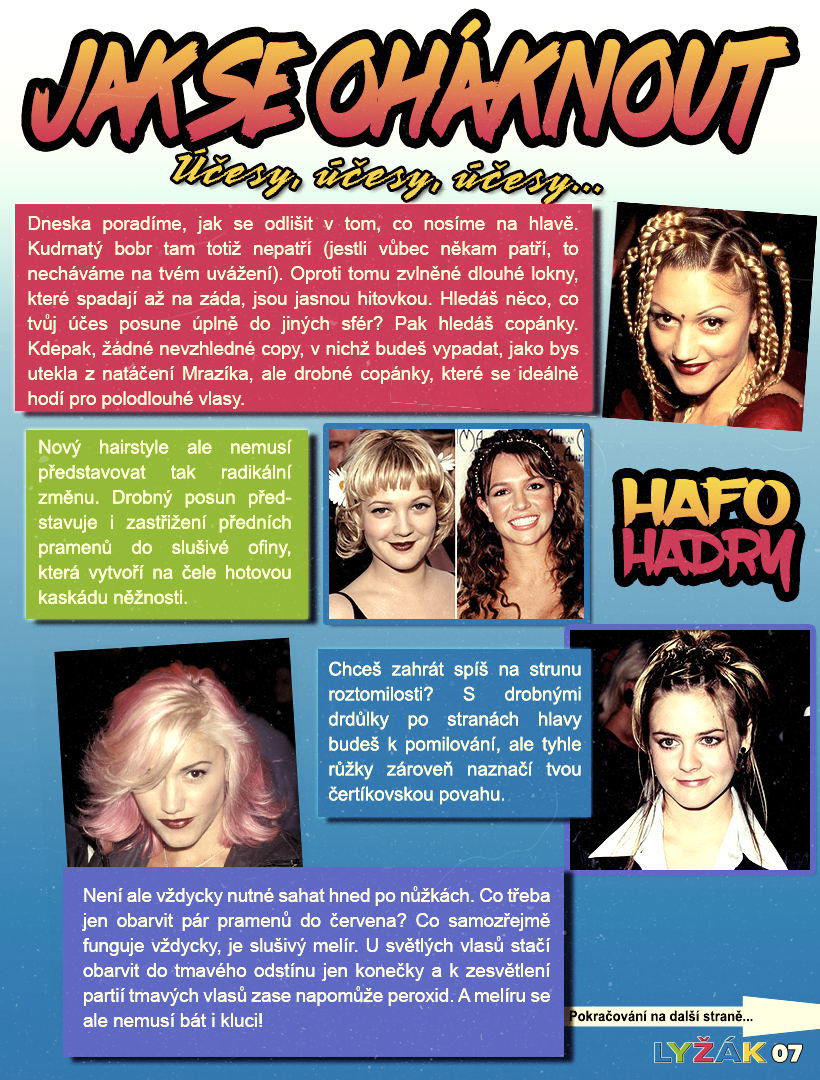 JAK SE OHÁKNOUT
Účesy, účesy, účesy...
Dneska poradíme, jak se odlišit v tom, co nosíme na hlavě.
Kudrnatý bobr tam totiž nepatří (jestli vůbec někam patří, to
necháváme na tvém uvážení). Oproti tomu zvlněné dlouhé lokny,
které spadají až na záda, jsou jasnou hitovkou. Hledáš něco, co
tvůj účes posune úplně do jiných sfér? Pak hledáš copánky.
Kdepak, žádné nevzhledné copy, v nichž budeš vypadat, jako bys
utekla z natáčení Mrazíka, ale drobné copánky, které se ideálně
hodí pro polodlouhé vlasy.
Nový hairstyle ale nemusí
představovat tak radikální
změnu. Drobný posun před-
stavuje i zastřižení předních
pramenů do slušivé ofiny,
která vytvoří na čele hotovou
kaskádu něžnosti.
HAFO
HADRY
Chceš zahrát spíš na strunu
roztomilosti? S drobnými
drdůlky po stranách hlavy
budeš k pomilování, ale tyhle
růžky zároveň naznačí tvou
čertíkovskou povahu.
Není ale vždycky nutné sahat hned po nůžkách. Co třeba
jen obarvit pár pramenů do červena? Co samozřejmě
funguje vždycky, je slušivý melír. U světlých vlasů stačí
obarvit do tmavého odstínu jen konečky a k zesvětlení
partií tmavých vlasů zase napomůže peroxid. A melíru se
ale nemusí bát i kluci!
Pokračování na další straně...
LYŽÁK 07